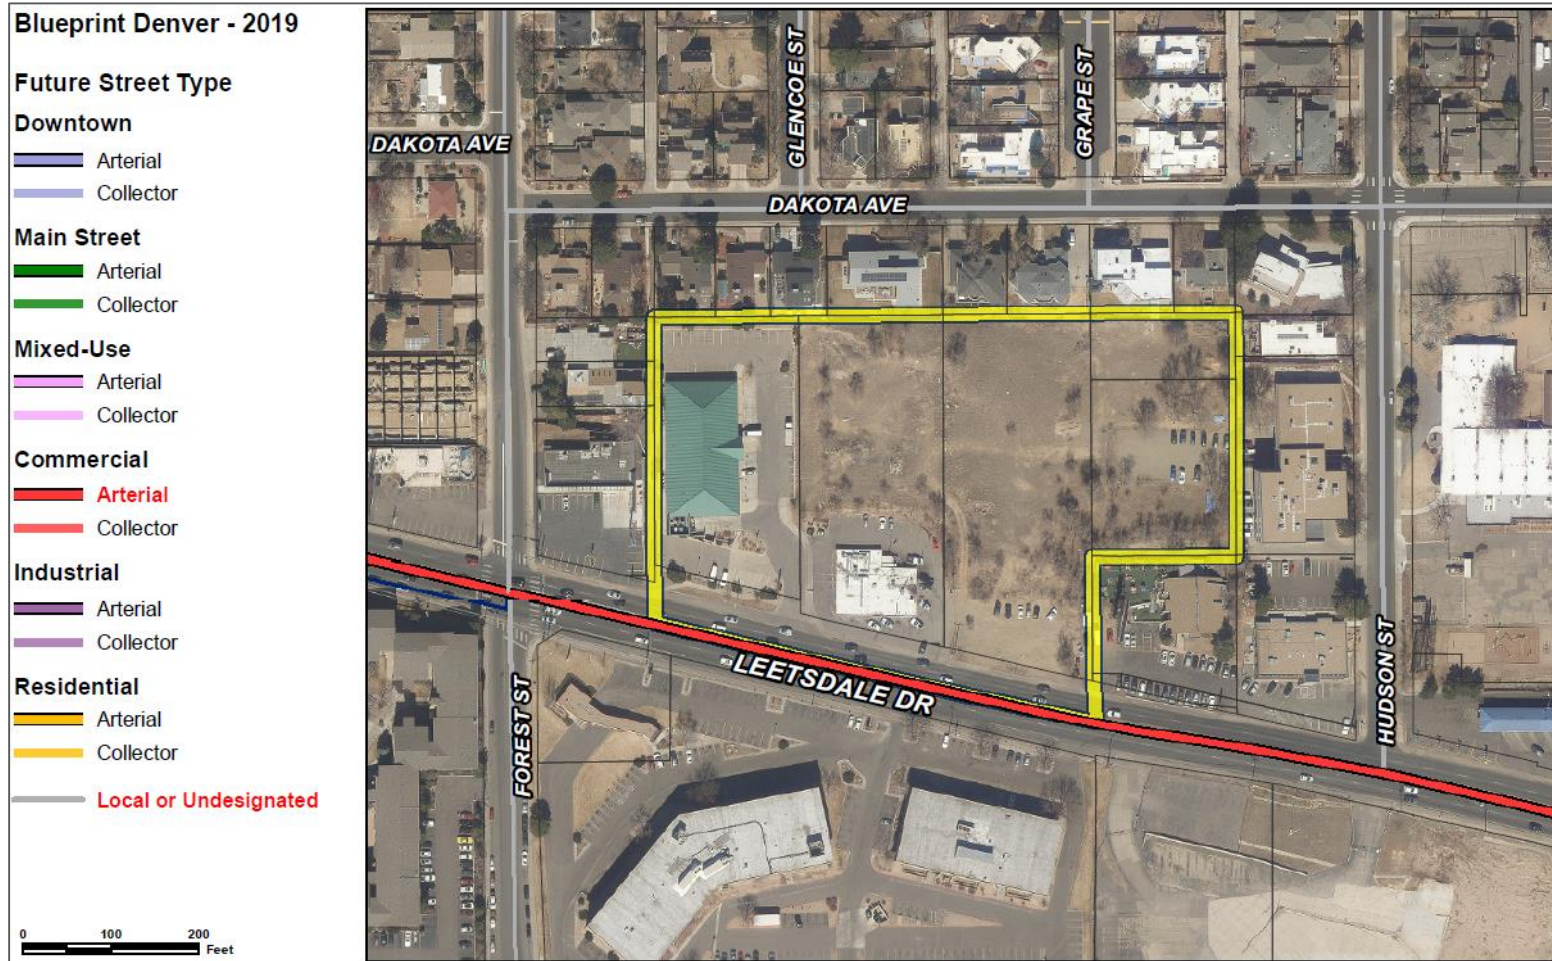 Blueprint Denver - 2019
Future Street Type
Downtown
Arterial
Collector
Main Street
Arterial
Collector
Mixed-Use
Arterial
Collector
Commercial
Arterial
Collector
Industrial
Arterial
Collector
Residential
Arterial
Collector
Local or Undesignated
0 100 200
Feet
GLENCOE ST
GRAPE ST
DAKOTA AVE
DAKOTA AVE
LEETSDALE DR
FOREST ST
HUDSON ST